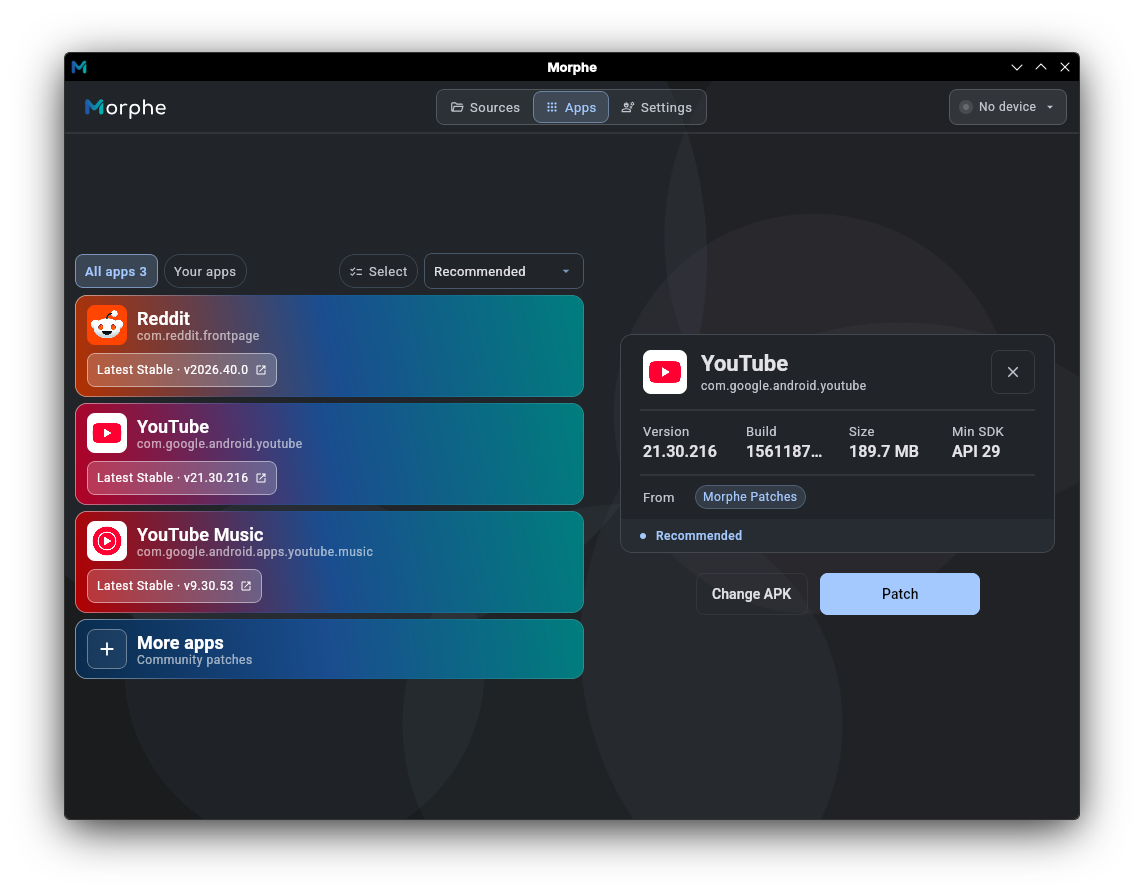 Morphe
Morphe
Sources
Apps
Settings
No device
All apps 3
Your apps
Select
Recommended
Reddit
com.reddit.frontpage
Latest Stable · v2026.40.0
YouTube
com.google.android.youtube
Latest Stable · v21.30.216
YouTube Music
com.google.android.apps.youtube.music
Latest Stable · v9.30.53
More apps
Community patches
YouTube
com.google.android.youtube
Version Build Size Min SDK
21.30.216 1561187... 189.7 MB API 29
From Morphe Patches
Recommended
Change APK
Patch